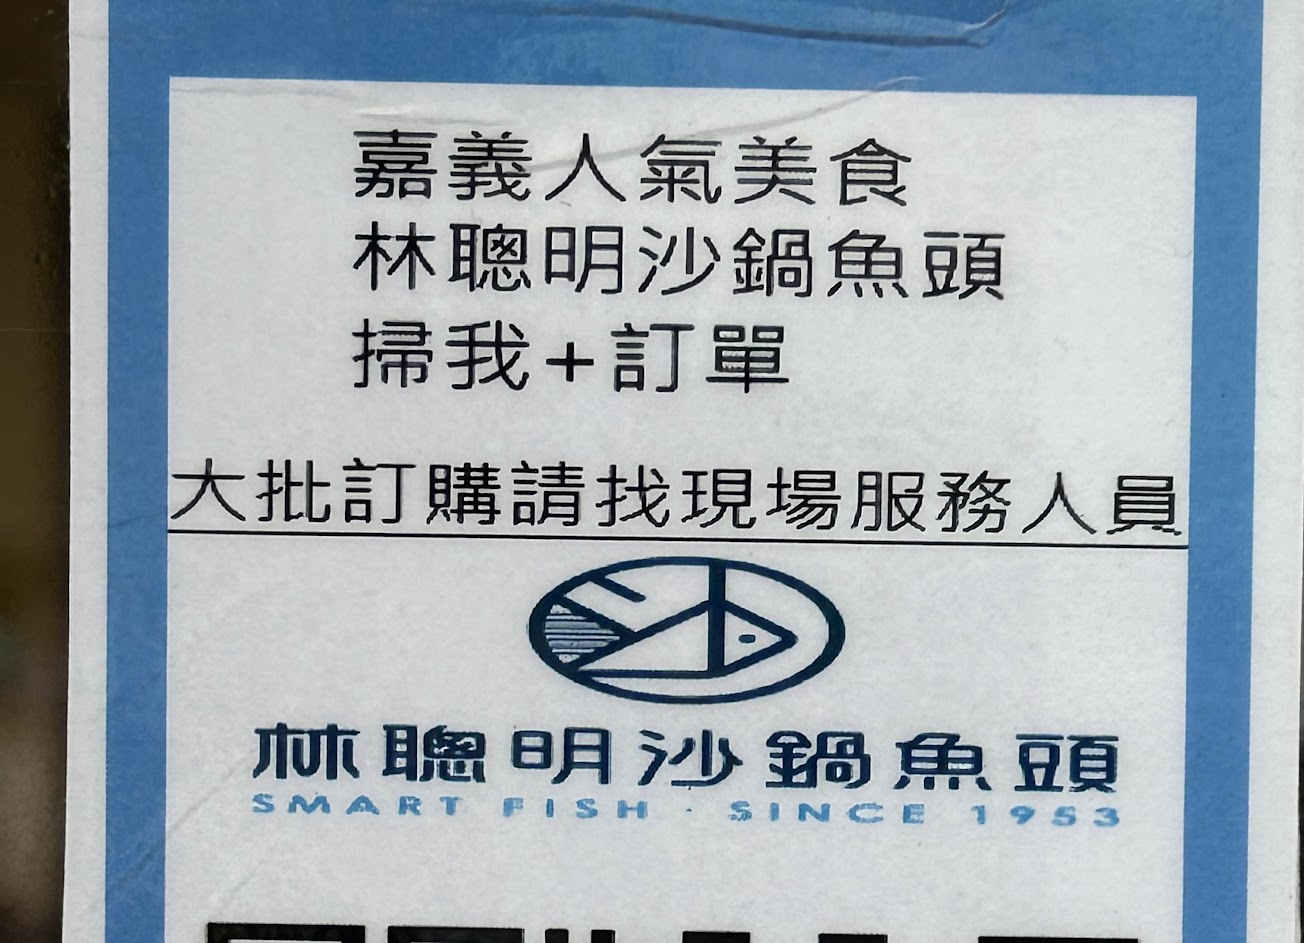 嘉義人氣美食
林聰明沙鍋魚頭
掃我+訂單
大批訂購請找現場服務人員
林聰明沙鍋魚頭
SMART FISH · SINCE 1953